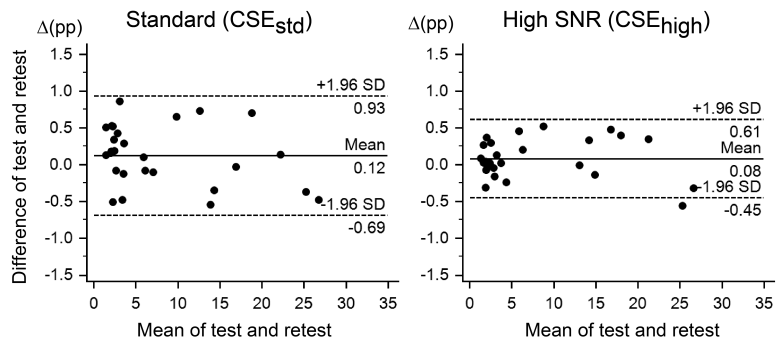 Standard (CSEstd)
Δ(pp)
1.5
1.0
0.5
0.0
-0.5
-1.0
-1.5
Difference of test and retest
+1.96 SD
0.93
Mean
0.12
-1.96 SD
-0.69
0 5 10 15 20 25 30 35
Mean of test and retest
High SNR (CSEhigh)
Δ(pp)
1.5
1.0
0.5
0.0
-0.5
-1.0
-1.5
+1.96 SD
0.61
Mean
0.08
-1.96 SD
-0.45
0 5 10 15 20 25 30 35
Mean of test and retest